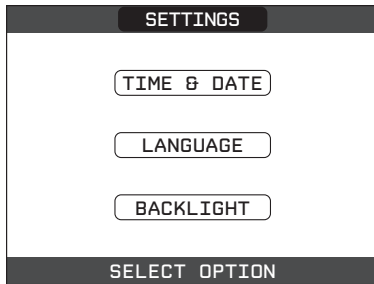 SETTINGS
TIME & DATE
LANGUAGE
BACKLIGHT
SELECT OPTION